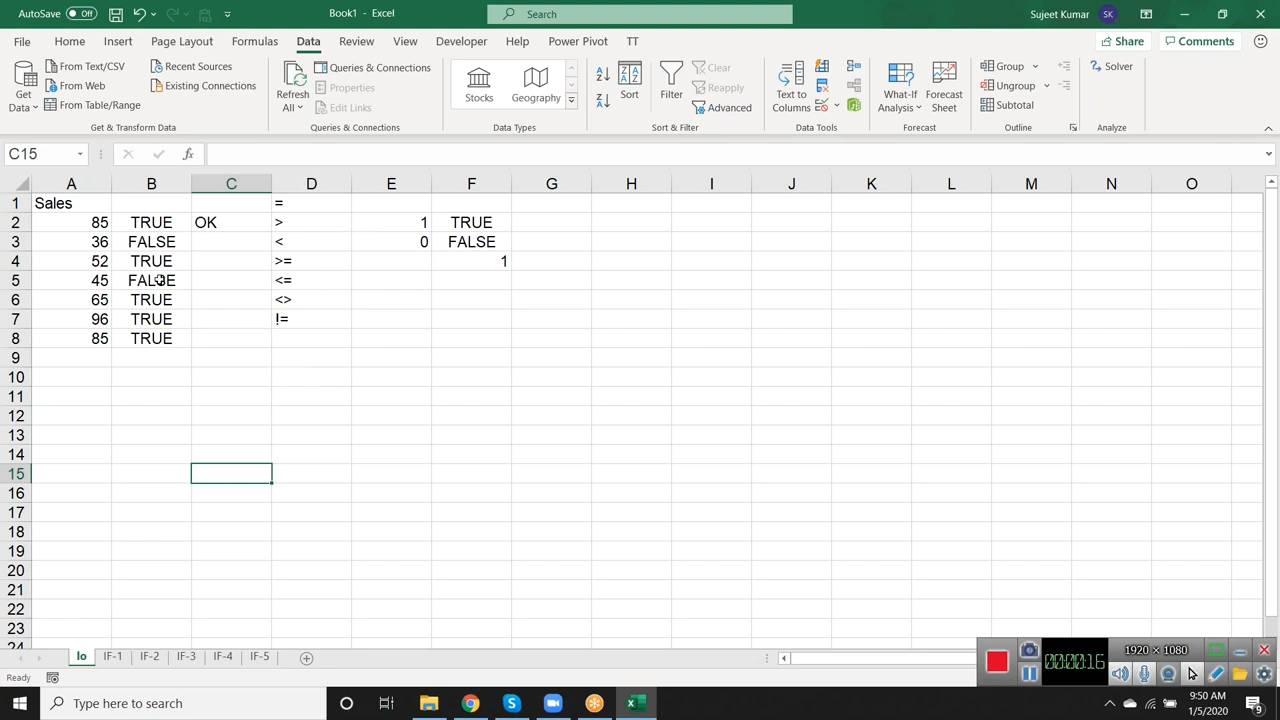 AutoSave Off Book1 - Excel Search Sujeet Kumar SK
File Home Insert Page Layout Formulas Data Review View Developer Help Power Pivot TT Share Comments
Get Data From Text/CSV From Web From Table/Range Recent Sources Existing Connections
Get & Transform Data
Refresh All Queries & Connections Properties Edit Links
Queries & Connections
Stocks Geography
Data Types
Sort Filter Clear Reapply Advanced
Sort & Filter
Text to Columns
Data Tools
What-If Analysis Forecast Sheet
Forecast
Group Ungroup Subtotal
Outline
Solver
Analyze
C15 fx
A B C D E F G H I J K L M N O
1 Sales =
2 85 TRUE OK > 1 TRUE
3 36 FALSE < 0 FALSE
4 52 TRUE >= 1
5 45 FALSE <=
6 65 TRUE <>
7 96 TRUE !=
8 85 TRUE
9
10
11
12
13
14
15
16
17
18
19
20
21
22
23
24
lo IF-1 IF-2 IF-3 IF-4 IF-5
Ready
00:00:16 1920 × 1080
Type here to search
9:50 AM
1/5/2020
9